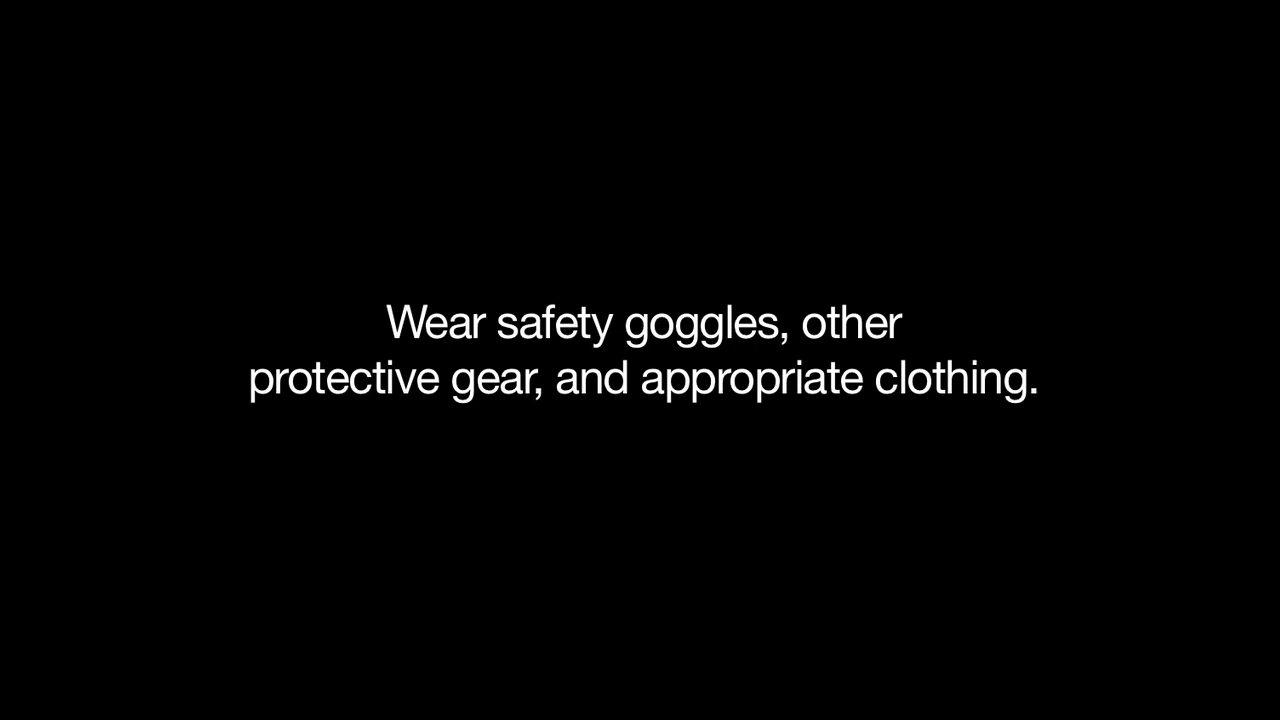 Wear safety goggles, other
protective gear, and appropriate clothing.